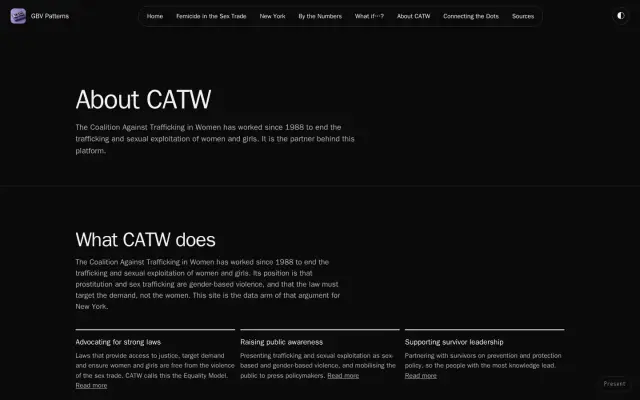 GBV Patterns
Home
Femicide in the Sex Trade
New York
By the Numbers
What if…?
About CATW
Connecting the Dots
Sources
About CATW
The Coalition Against Trafficking in Women has worked since 1988 to end the
trafficking and sexual exploitation of women and girls. It is the partner behind this
platform.
What CATW does
The Coalition Against Trafficking in Women has worked since 1988 to end the
trafficking and sexual exploitation of women and girls. Its position is that
prostitution and sex trafficking are gender-based violence, and that the law must
target the demand, not the women. This site is the data arm of that argument for
New York.
Advocating for strong laws
Laws that provide access to justice, target demand
and ensure women and girls are free from the violence
of the sex trade. CATW calls this the Equality Model.
Read more
Raising public awareness
Presenting trafficking and sexual exploitation as sex-
based and gender-based violence, and mobilising the
public to press policymakers. Read more
Supporting survivor leadership
Partnering with survivors on prevention and protection
policy, so the people with the most knowledge lead.
Read more
Present